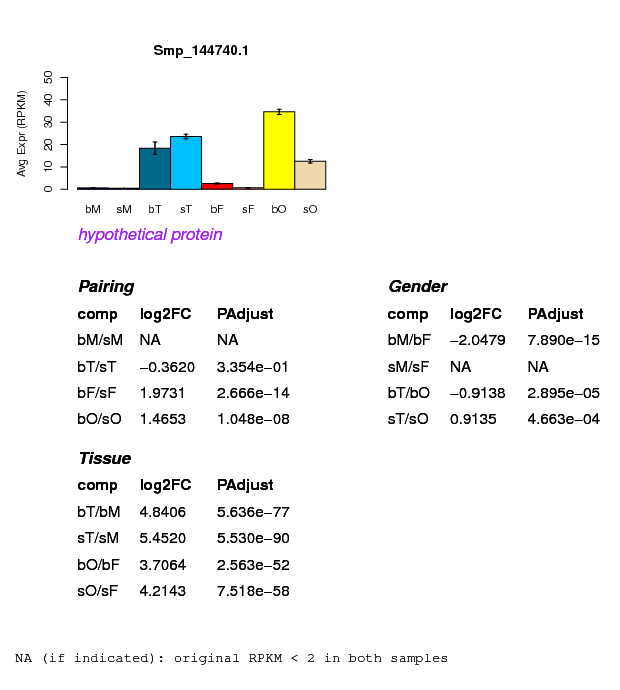 Smp_144740.1
Avg Expr (RPKM)
50
40
30
20
10
0
bM sM bT sT bF sF bO sO
hypothetical protein
Pairing
comp log2FC PAdjust
bM/sM NA NA
bT/sT −0.3620 3.354e−01
bF/sF 1.9731 2.666e−14
bO/sO 1.4653 1.048e−08
Gender
comp log2FC PAdjust
bM/bF −2.0479 7.890e−15
sM/sF NA NA
bT/bO −0.9138 2.895e−05
sT/sO 0.9135 4.663e−04
Tissue
comp log2FC PAdjust
bT/bM 4.8406 5.636e−77
sT/sM 5.4520 5.530e−90
bO/bF 3.7064 2.563e−52
sO/sF 4.2143 7.518e−58
NA (if indicated): original RPKM < 2 in both samples